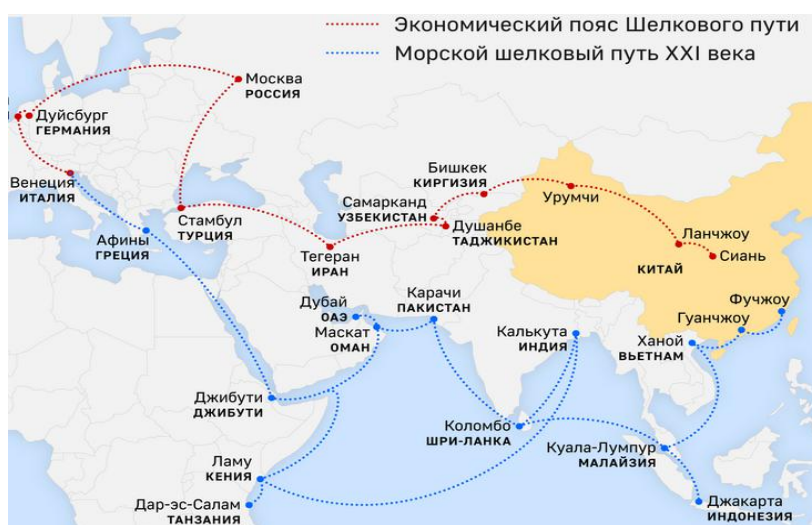 Экономический пояс Шелкового пути
Морской шелковый путь XXI века
Москва
РОССИЯ
Дуйсбург
ГЕРМАНИЯ
Венеция
ИТАЛИЯ
Стамбул
ТУРЦИЯ
Афины
ГРЕЦИЯ
Тегеран
ИРАН
Бишкек
КИРГИЗИЯ
Самарканд
УЗБЕКИСТАН
Душанбе
ТАДЖИКИСТАН
Урумчи
Ланчжоу
Сиань
КИТАЙ
Фучжоу
Гуанчжоу
Дубай
ОАЭ
Маскат
ОМАН
Карачи
ПАКИСТАН
Калькута
ИНДИЯ
Ханой
ВЬЕТНАМ
Джибути
ДЖИБУТИ
Коломбо
ШРИ-ЛАНКА
Куала-Лумпур
МАЛАЙЗИЯ
Ламу
КЕНИЯ
Дар-эс-Салам
ТАНЗАНИЯ
Джакарта
ИНДОНЕЗИЯ